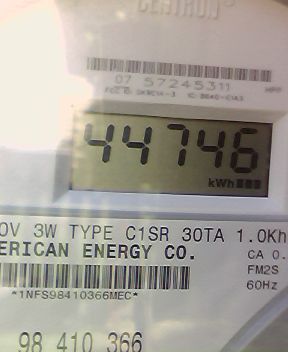 CENTRON
07 57245311
44746
kWh
0V 3W TYPE C1SR 30TA 1.0Kh
ERICAN ENERGY CO.
CA 0.
FM2S
*1NFS98410366MEC*
60Hz
98 410 366